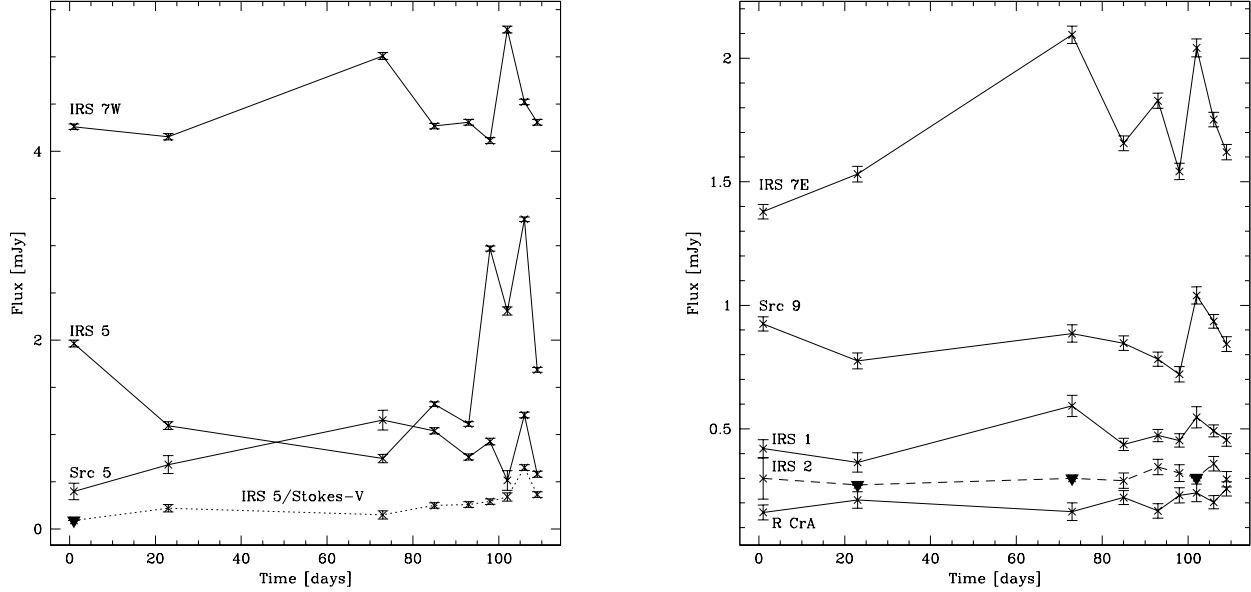 IRS 7W
4
IRS 5
2
Src 5
IRS 5/Stokes-V
0
0 20 40 60 80 100
Time [days]
Flux [mJy]
2
IRS 7E
1.5
Src 9
1
IRS 1
0.5
IRS 2
R CrA
0 20 40 60 80 100
Time [days]
Flux [mJy]